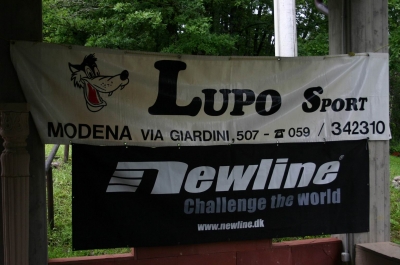 LUPO SPORT
MODENA VIA GIARDINI, 507 - ☎ 059 / 342310
newline
Challenge the world
www.newline.dk